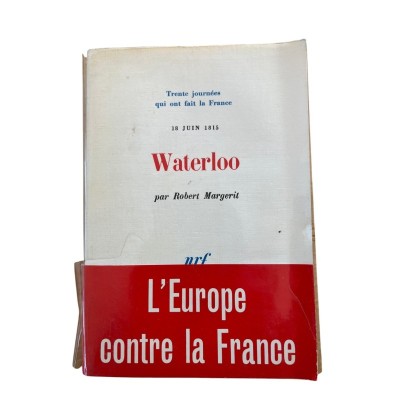 Trente journées
qui ont fait la France
18 JUIN 1815
Waterloo
par Robert Margerit
nrf
L'Europe
contre la France